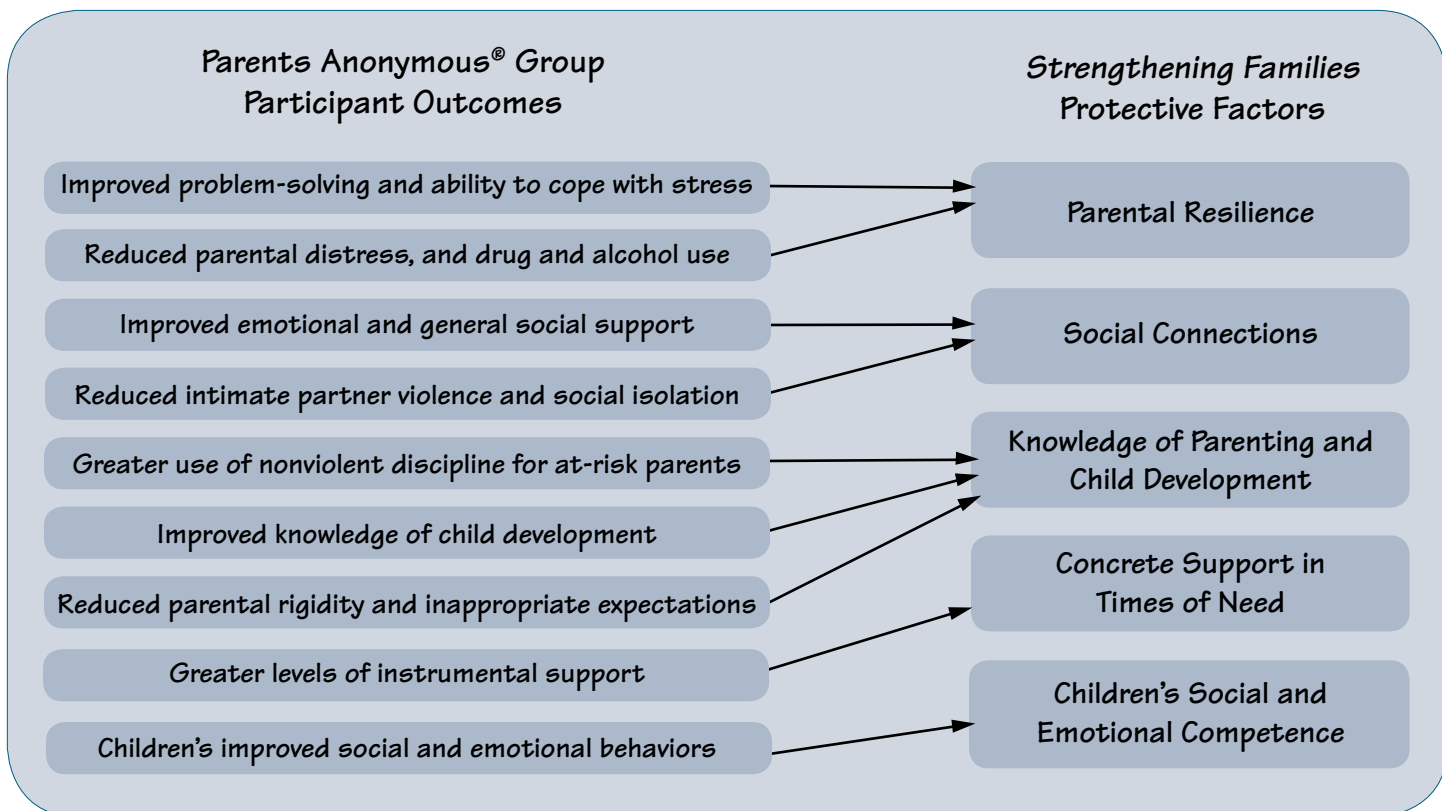 Parents Anonymous® Group
Participant Outcomes
Improved problem-solving and ability to cope with stress
Reduced parental distress, and drug and alcohol use
Improved emotional and general social support
Reduced intimate partner violence and social isolation
Greater use of nonviolent discipline for at-risk parents
Improved knowledge of child development
Reduced parental rigidity and inappropriate expectations
Greater levels of instrumental support
Children’s improved social and emotional behaviors
Strengthening Families
Protective Factors
Parental Resilience
Social Connections
Knowledge of Parenting and
Child Development
Concrete Support in
Times of Need
Children’s Social and
Emotional Competence